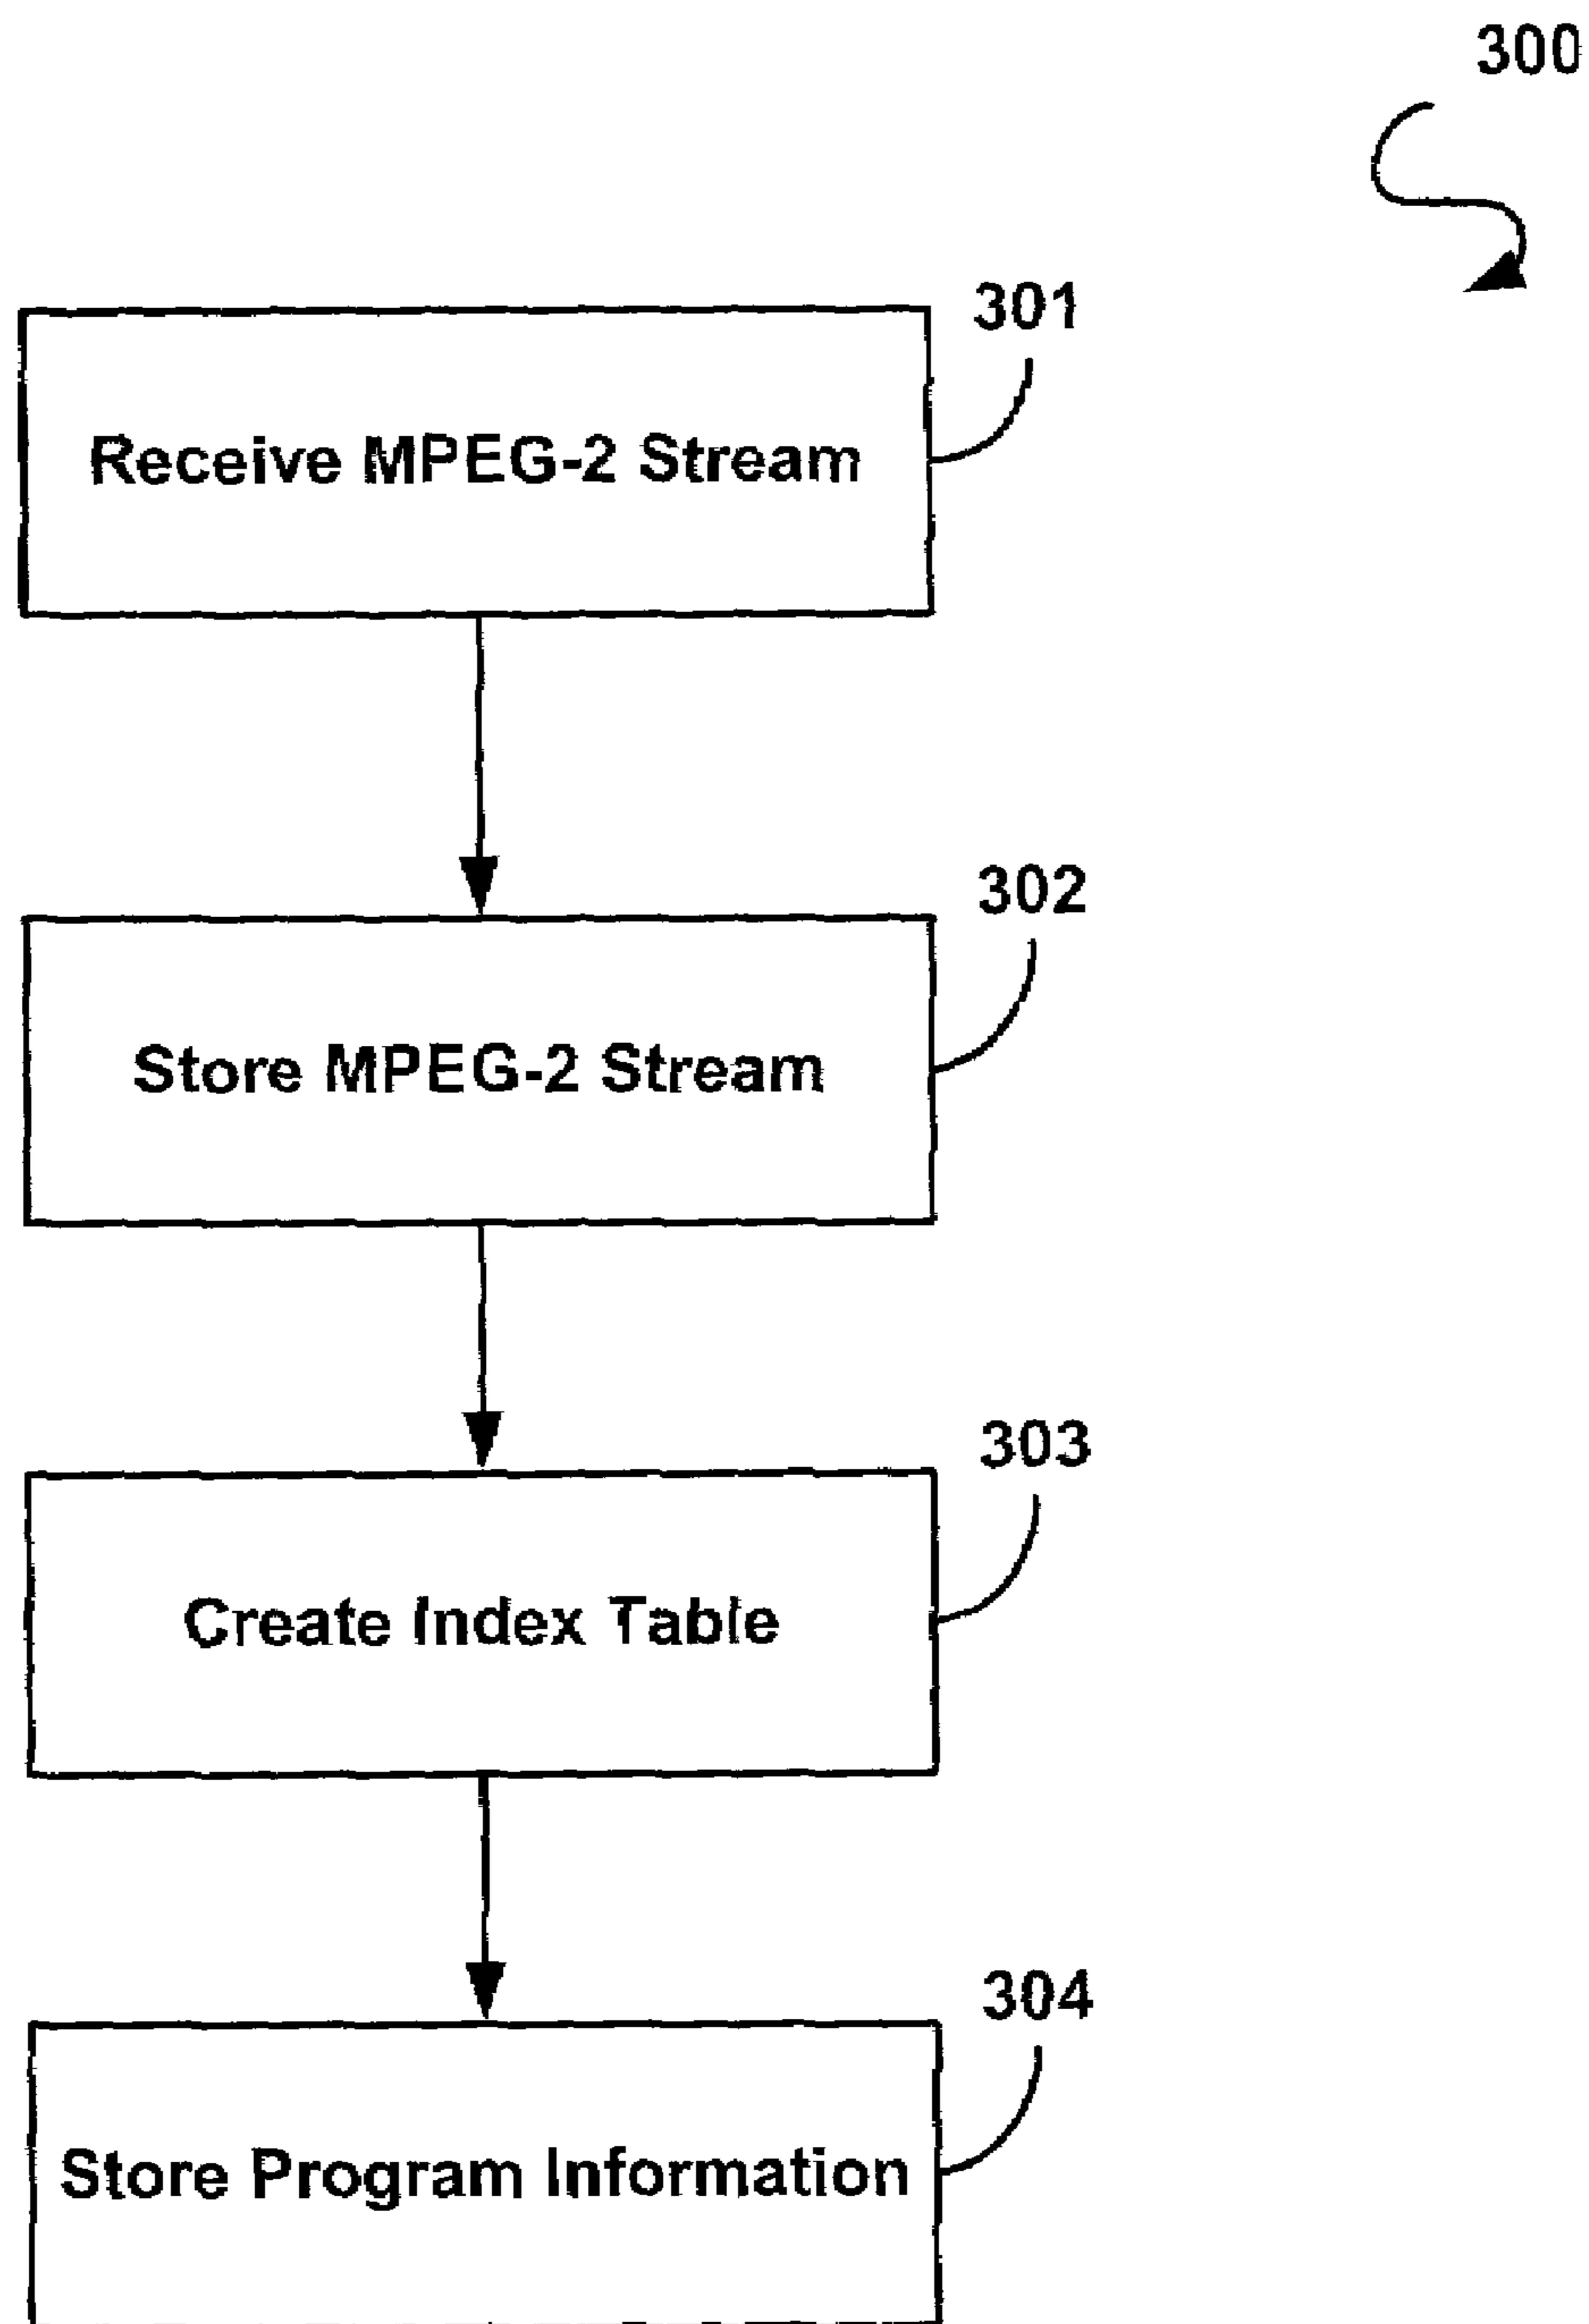 300
301
Receive MPEG-2 Stream
302
Store MPEG-2 Stream
303
Create Index Table
304
Store Program Information